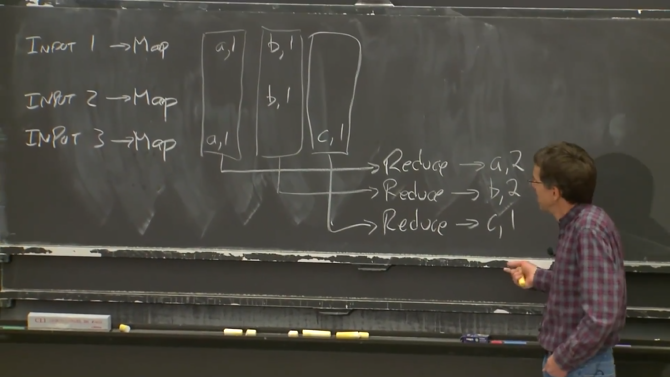 INPUT 1 → Map a,1 b,1
INPUT 2 → Map b,1
INPUT 3 → Map a,1 c,1
→ Reduce → a,2
→ Reduce → b,2
→ Reduce → c,1